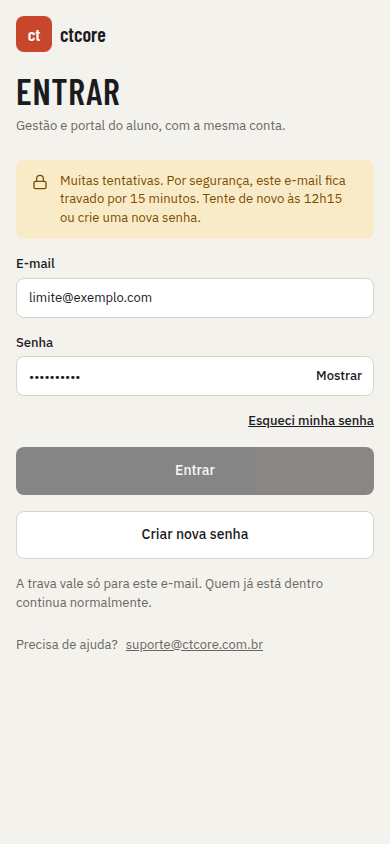 ct ctcore
ENTRAR
Gestão e portal do aluno, com a mesma conta.
Muitas tentativas. Por segurança, este e-mail fica
travado por 15 minutos. Tente de novo às 12h15
ou crie uma nova senha.
E-mail
limite@exemplo.com
Senha
•••••••••• Mostrar
Esqueci minha senha
Entrar
Criar nova senha
A trava vale só para este e-mail. Quem já está dentro
continua normalmente.
Precisa de ajuda? suporte@ctcore.com.br